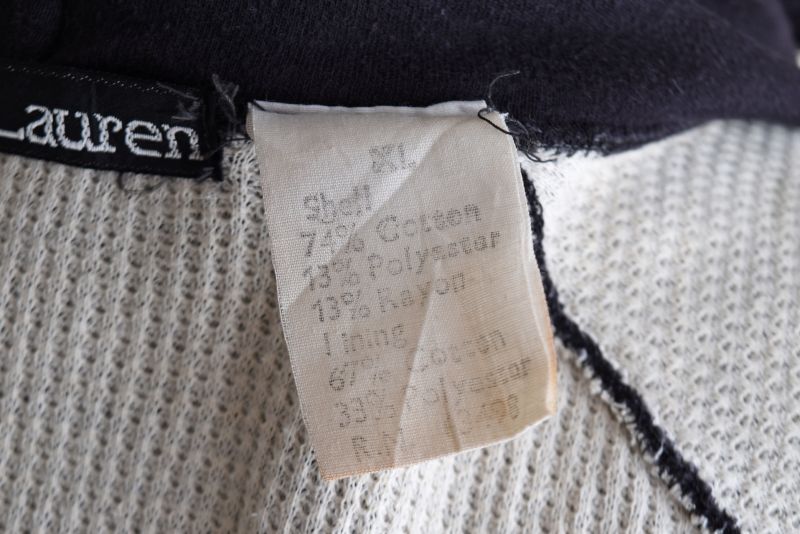 Lauren
XL
Shell
74% Cotton
13% Polyester
13% Rayon
Lining
67% Cotton
33% Polyester
R.N.